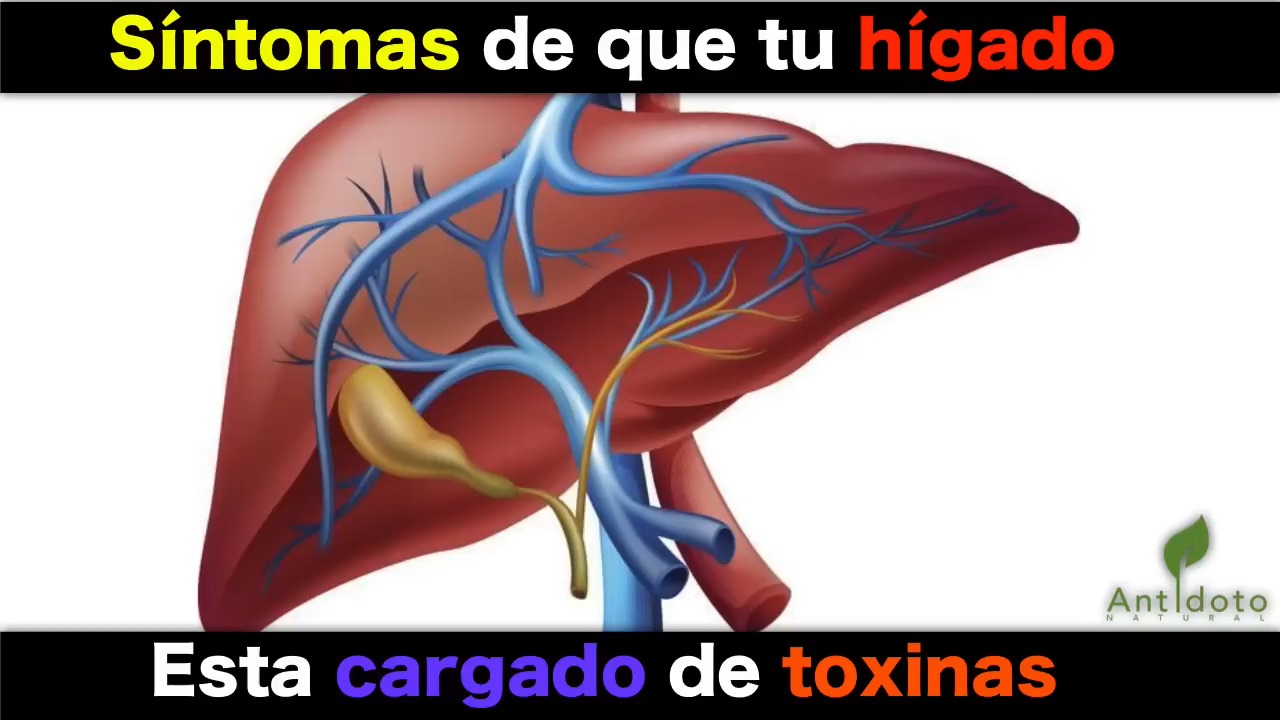 Síntomas de que tu hígado
Antidoto
NATURAL
Esta cargado de toxinas